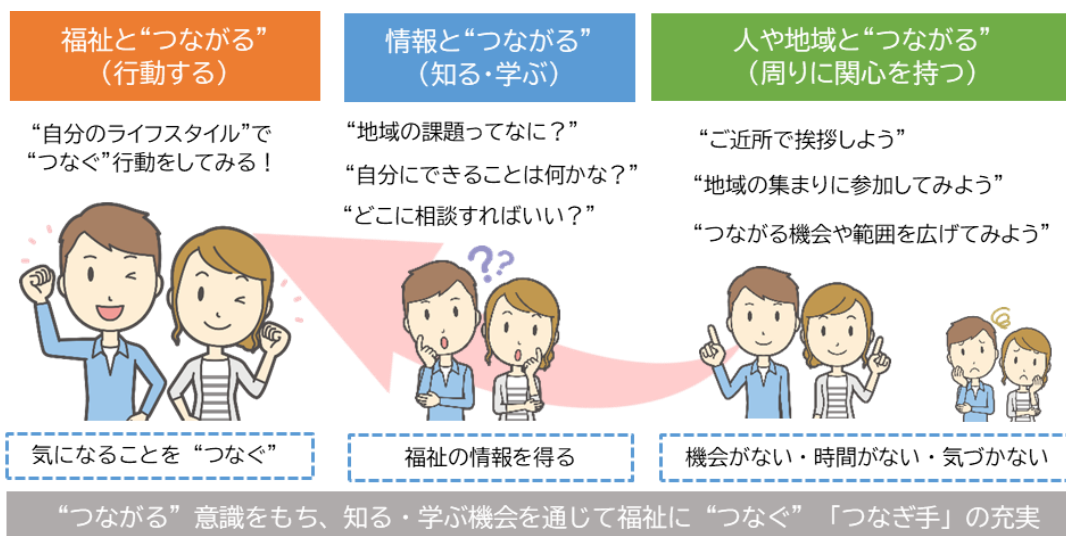 福祉と“つながる”
（行動する）
“自分のライフスタイル”で
“つなぐ”行動をしてみる！
気になることを “つなぐ”
情報と“つながる”
（知る・学ぶ）
“地域の課題ってなに？”
“自分にできることは何かな？”
“どこに相談すればいい？”
??
福祉の情報を得る
人や地域と“つながる”
（周りに関心を持つ）
“ご近所で挨拶しよう”
“地域の集まりに参加してみよう”
“つながる機会や範囲を広げてみよう”
機会がない・時間がない・気づかない
“つながる” 意識をもち、知る・学ぶ機会を通じて福祉に “つなぐ” 「つなぎ手」の充実